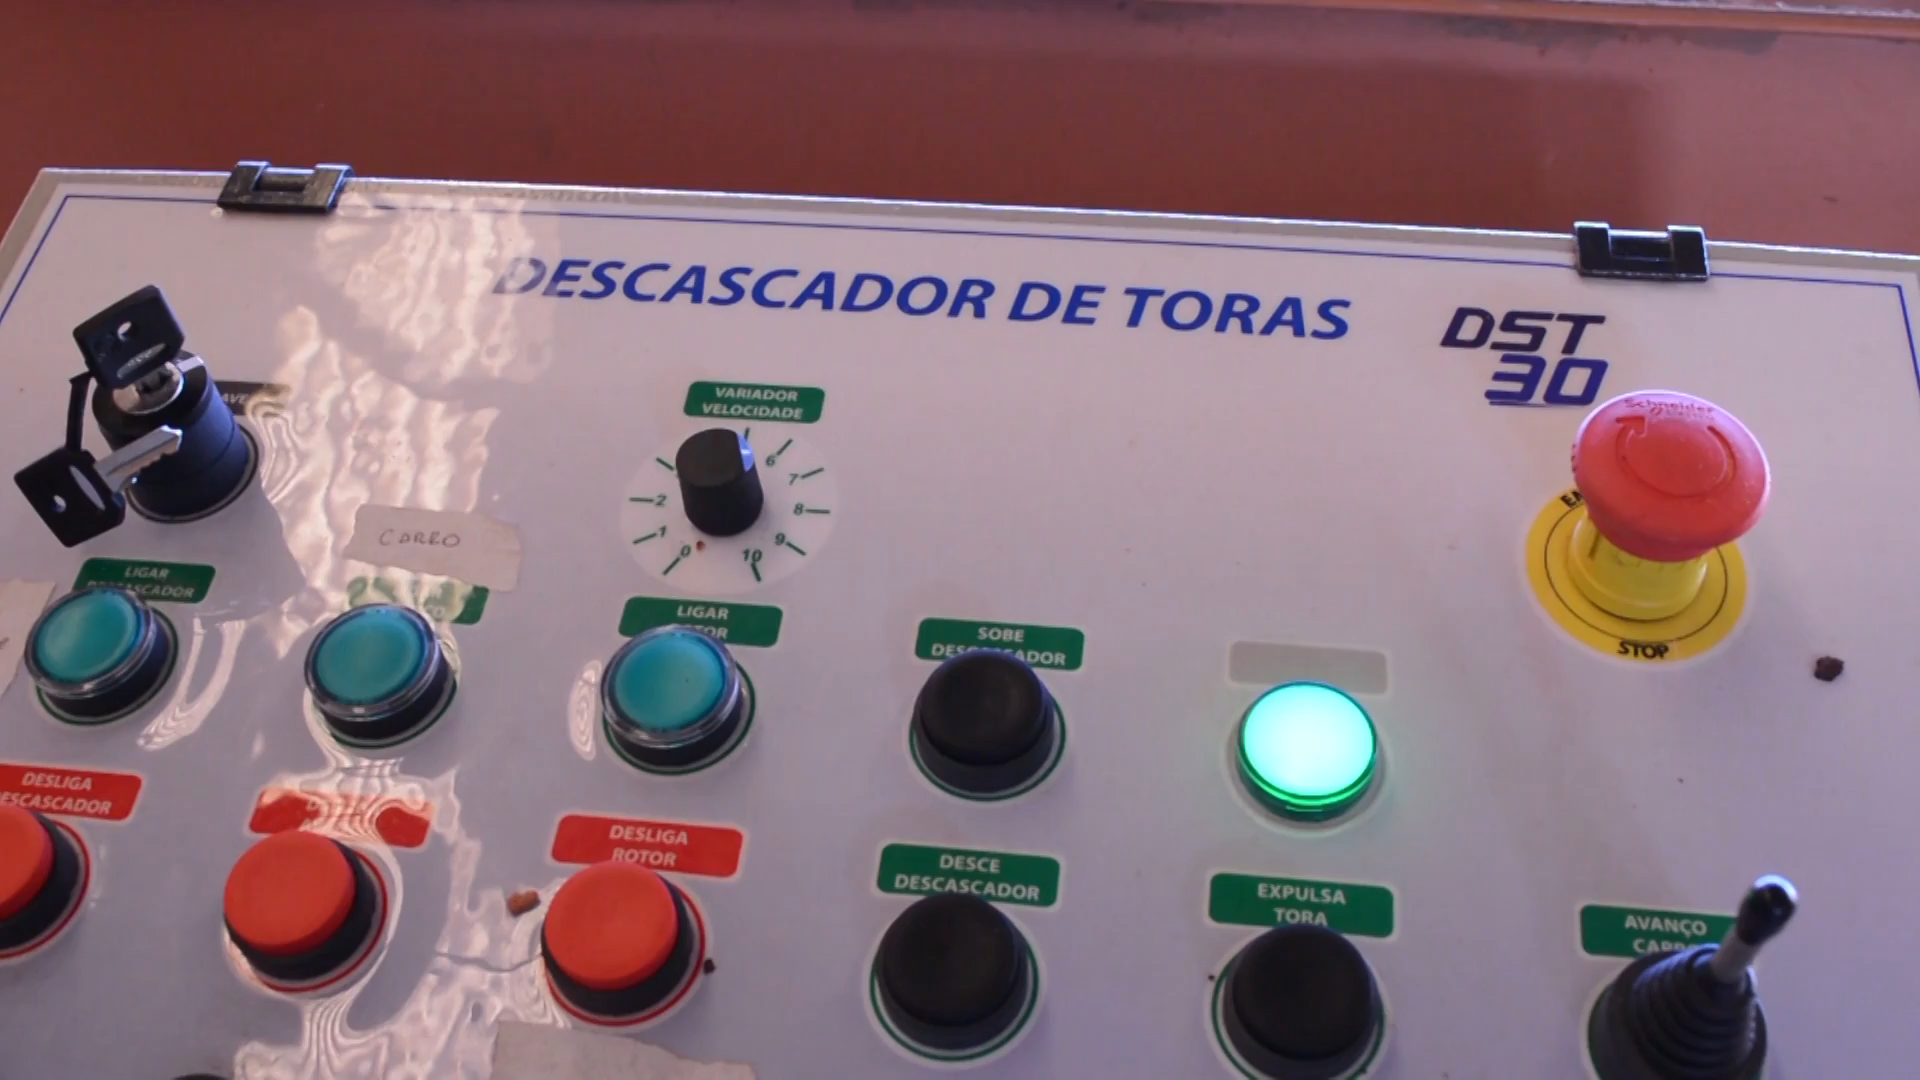 DESCASCADOR DE TORAS
DST
30
VARIADOR
VELOCIDADE
6
7
2
8
1
9
0
10
Schneider
CARRO
LIGAR
LIGAR
SOBE
STOP
DESLIGA
DESCASCADOR
DESLIGA
ROTOR
DESCE
DESCASCADOR
EXPULSA
TORA
AVANÇO